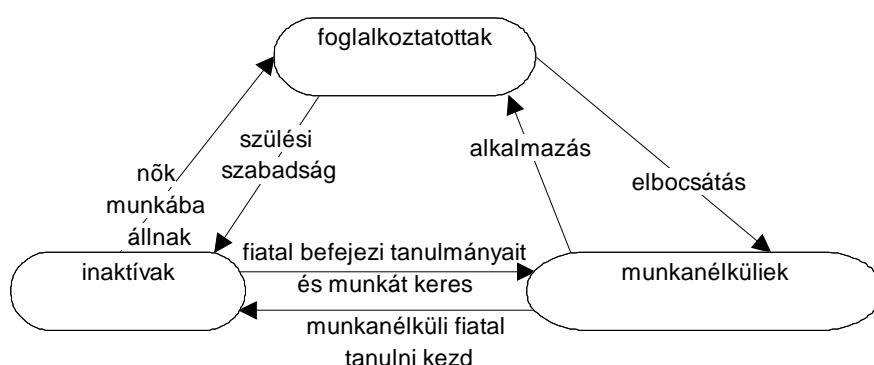 foglalkoztatottak
szülési
szabadság
alkalmazás
elbocsátás
nõk
munkába
állnak
inaktívak
fiatal befejezi tanulmányait
és munkát keres
munkanélküliek
munkanélküli fiatal
tanulni kezd